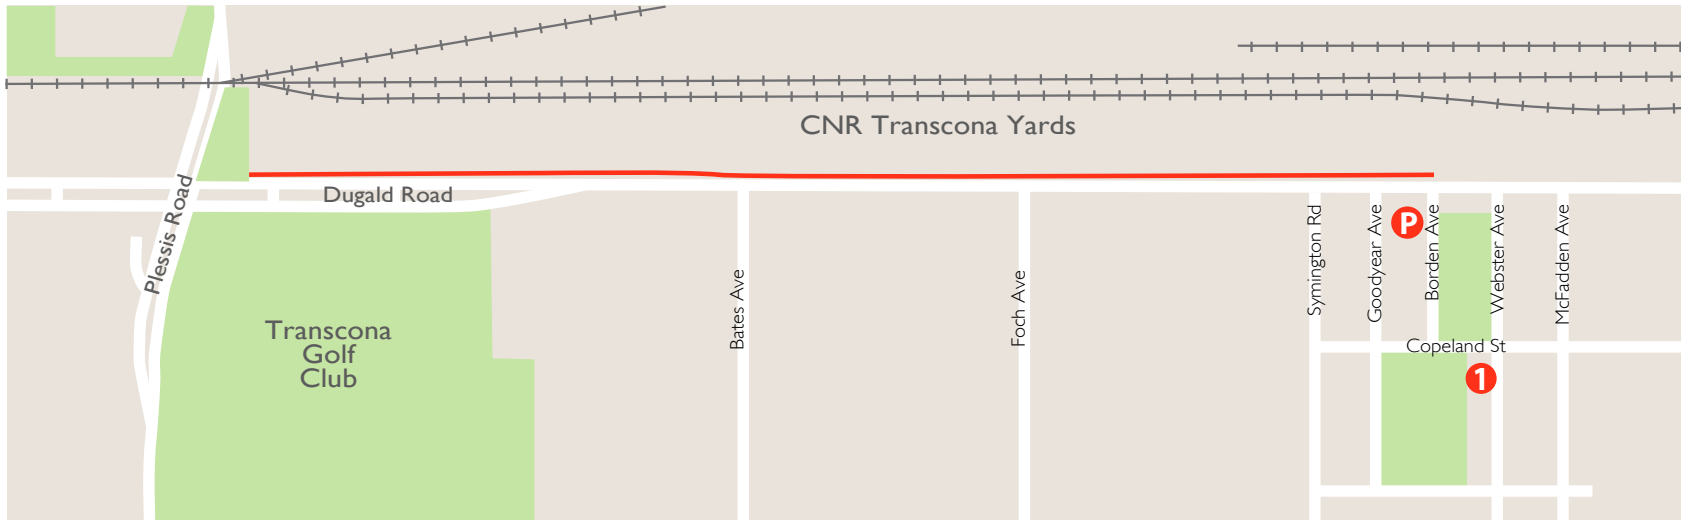 CNR Transcona Yards
Dugald Road
Plessis Road
Symington Rd
Goodyear Ave
P
Borden Ave
Webster Ave
McFadden Ave
Bates Ave
Foch Ave
Transcona
Golf
Club
Copeland St
1